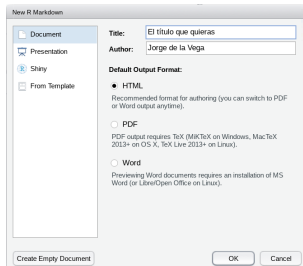 New R Markdown
Document
Presentation
Shiny
From Template
Title:
El título que quieras
Author:
Jorge de la Vega
Default Output Format:
HTML
Recommended format for authoring (you can switch to PDF
or Word output anytime).
PDF
PDF output requires TeX (MiKTeX on Windows, MacTeX
2013+ on OS X, TeX Live 2013+ on Linux).
Word
Previewing Word documents requires an installation of MS
Word (or Libre/Open Office on Linux).
Create Empty Document
OK
Cancel